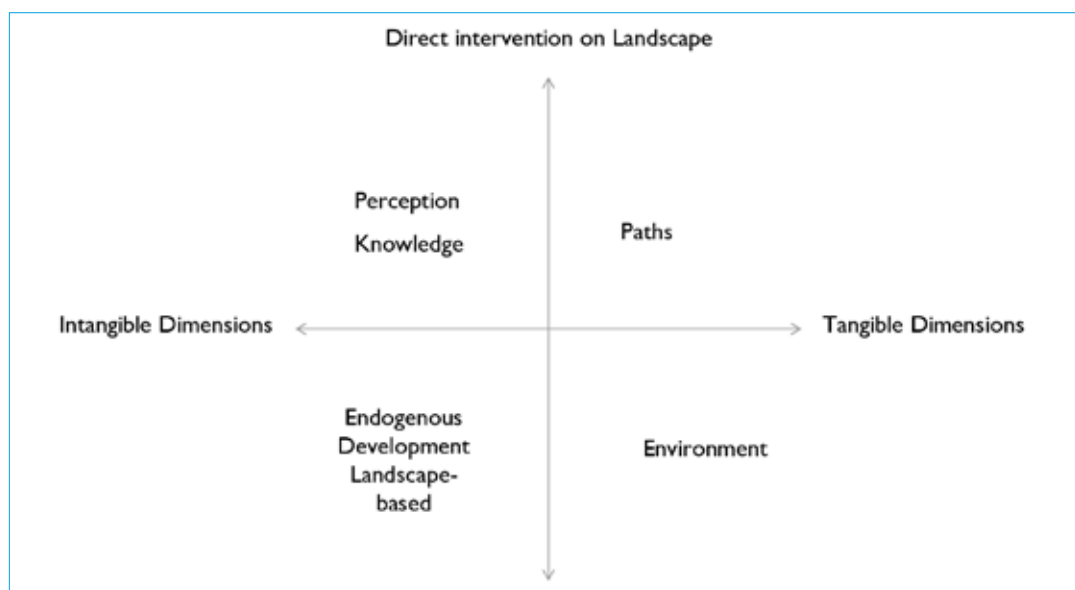 Direct intervention on Landscape
Perception
Knowledge
Paths
Intangible Dimensions
Tangible Dimensions
Endogenous
Development
Landscape-
based
Environment